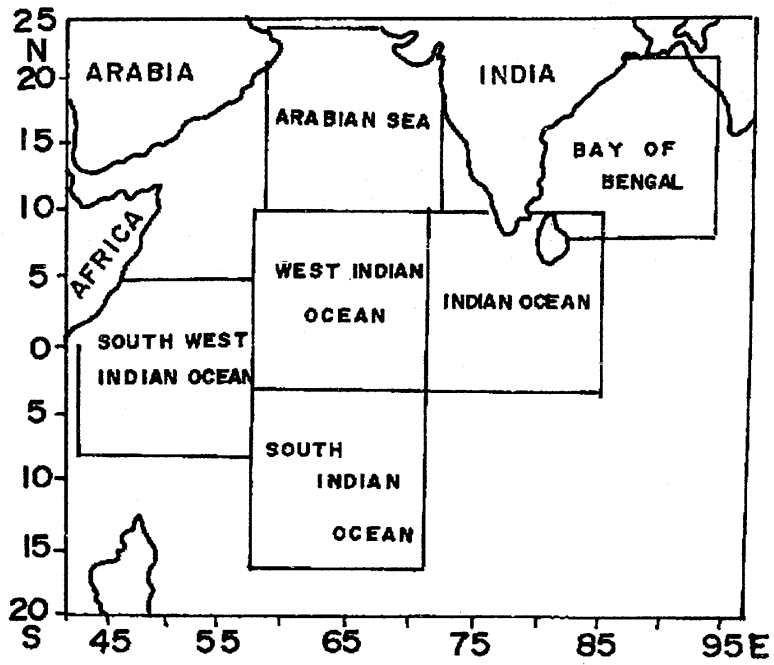 25
N
20
15
10
5
0
5
10
15
20
S
ARABIA
INDIA
ARABIAN SEA
BAY OF
BENGAL
AFRICA
WEST INDIAN
OCEAN
INDIAN OCEAN
SOUTH WEST
INDIAN OCEAN
SOUTH
INDIAN
OCEAN
45 55 65 75 85 95E